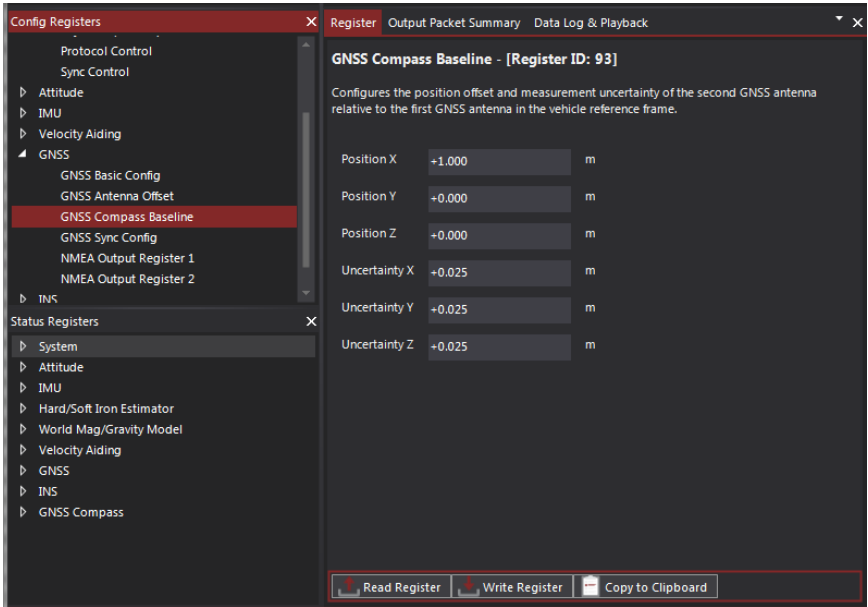 Config Registers
Protocol Control
Sync Control
Attitude
IMU
Velocity Aiding
GNSS
GNSS Basic Config
GNSS Antenna Offset
GNSS Compass Baseline
GNSS Sync Config
NMEA Output Register 1
NMEA Output Register 2
INS
Status Registers
System
Attitude
IMU
Hard/Soft Iron Estimator
World Mag/Gravity Model
Velocity Aiding
GNSS
INS
GNSS Compass
Register Output Packet Summary Data Log & Playback
GNSS Compass Baseline - [Register ID: 93]
Configures the position offset and measurement uncertainty of the second GNSS antenna
relative to the first GNSS antenna in the vehicle reference frame.
Position X +1.000 m
Position Y +0.000 m
Position Z +0.000 m
Uncertainty X +0.025 m
Uncertainty Y +0.025 m
Uncertainty Z +0.025 m
Read Register Write Register Copy to Clipboard